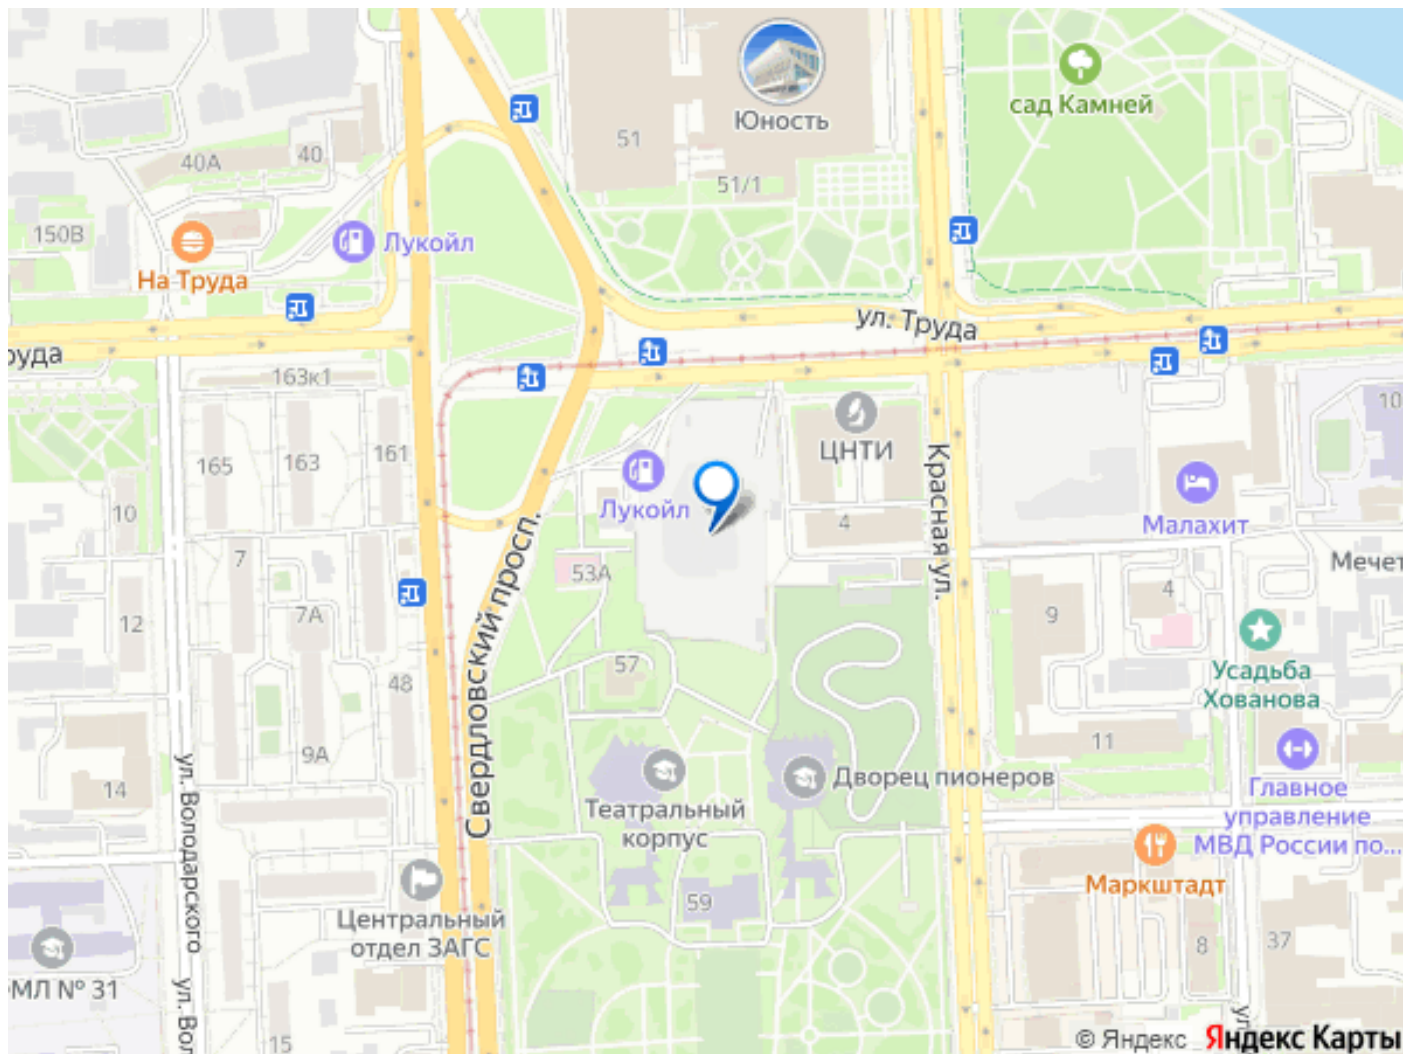 Юность
сад Камней
51
51/1
40А
40
150В
Лукойл
На Труда
ул. Труда
руда
163к1
10
165
163
161
ЦНТИ
Красная ул.
Малахит
Лукойл
4
10
7
53А
Свердловский просп.
Мечет
12
7А
9
4
57
48
Усадьба
Хованова
9А
11
14
Театральный
корпус
Дворец пионеров
Главное
управление
МВД России по...
ул. Володарского
Маркштадт
59
Центральный
отдел ЗАГС
8
37
МЛ № 31
ул. Вол
ул
15
© Яндекс Яндекс Карты